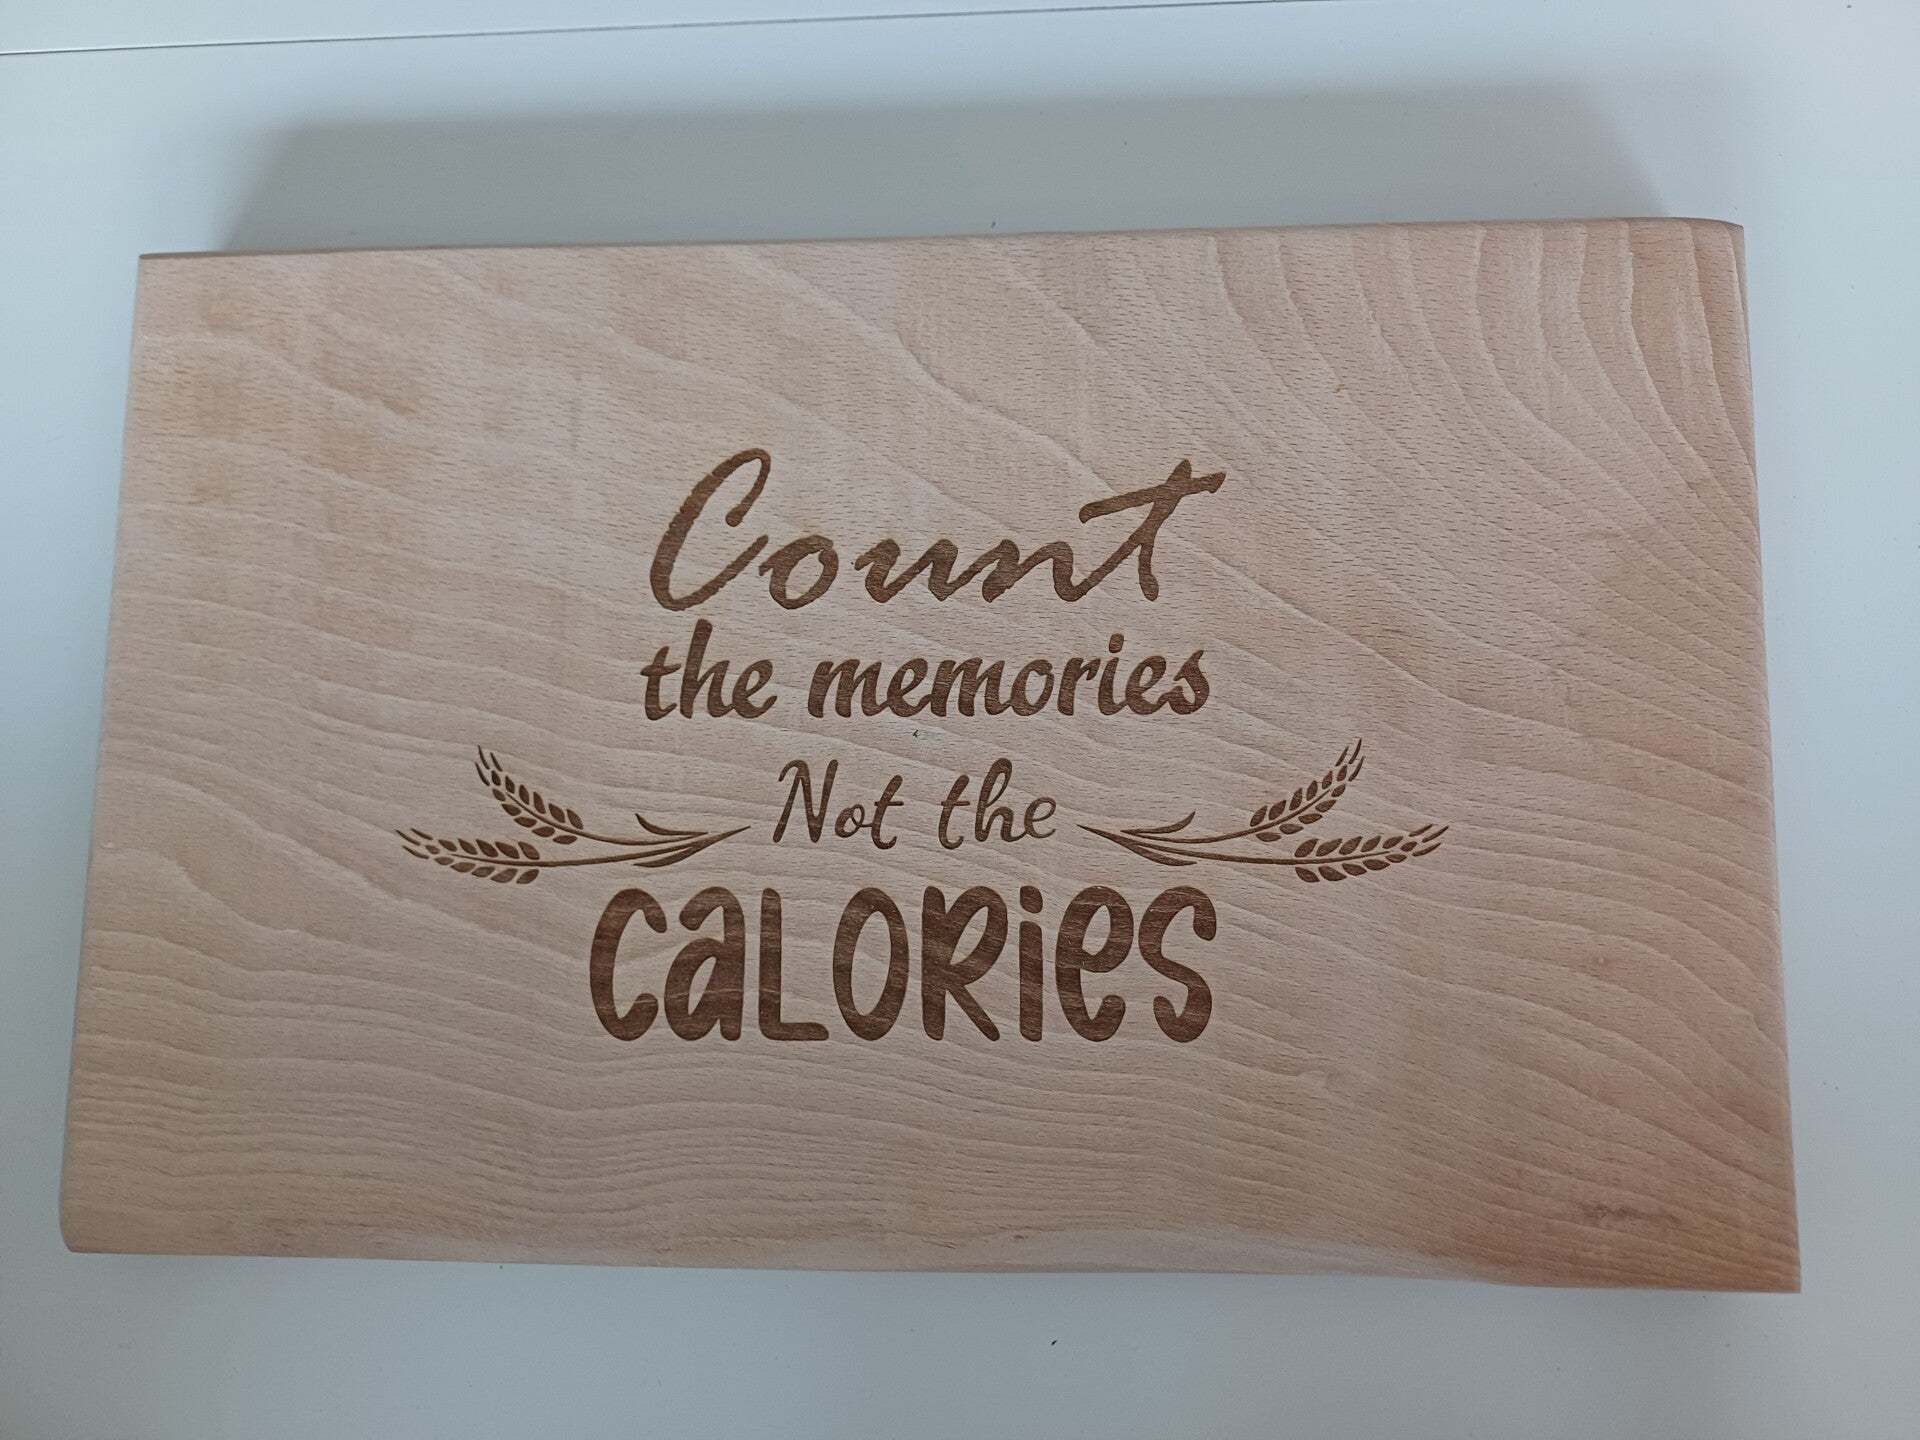 Count
the memories
Not the
CaLORies